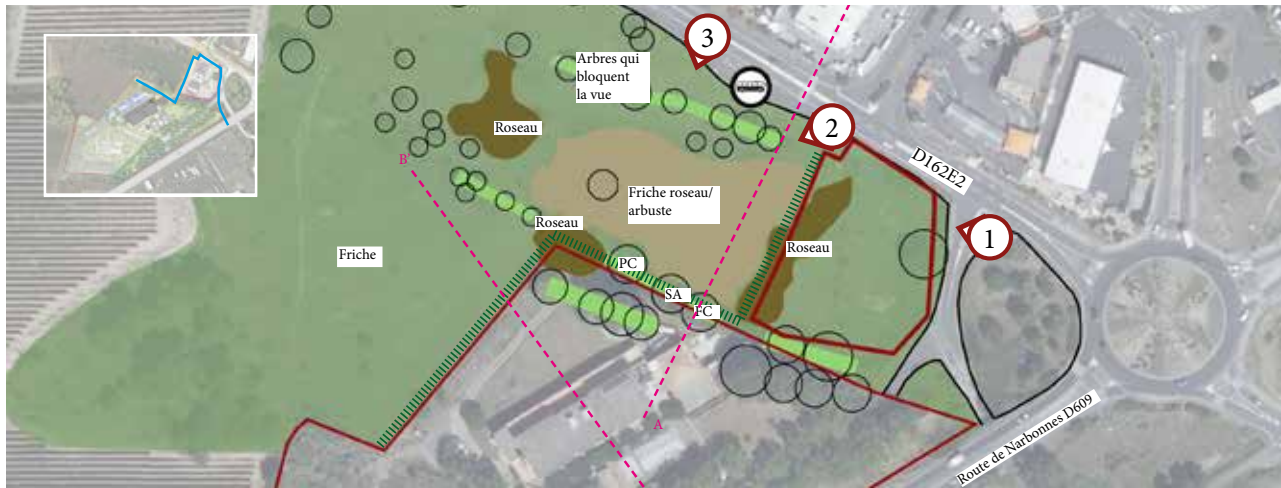 3
Arbres qui
bloquent
la vue
2
Roseau
D162E2
B'
Friche roseau/
arbuste
Roseau
Roseau
1
Friche
PC
SA
FC
A
Route de Narbonnes D609